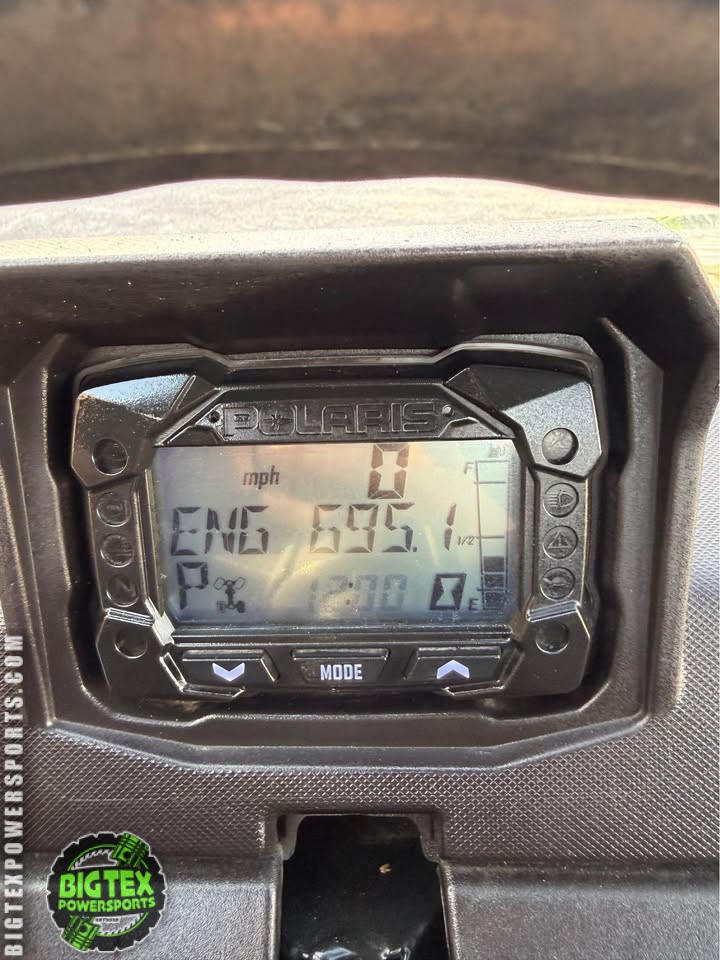 POLARIS
mph 0 F
ENG 695.1 1/2
P 12:00 E
MODE
BIGTEXPOWERSPORTS.COM
BIGTEX
POWERSPORTS